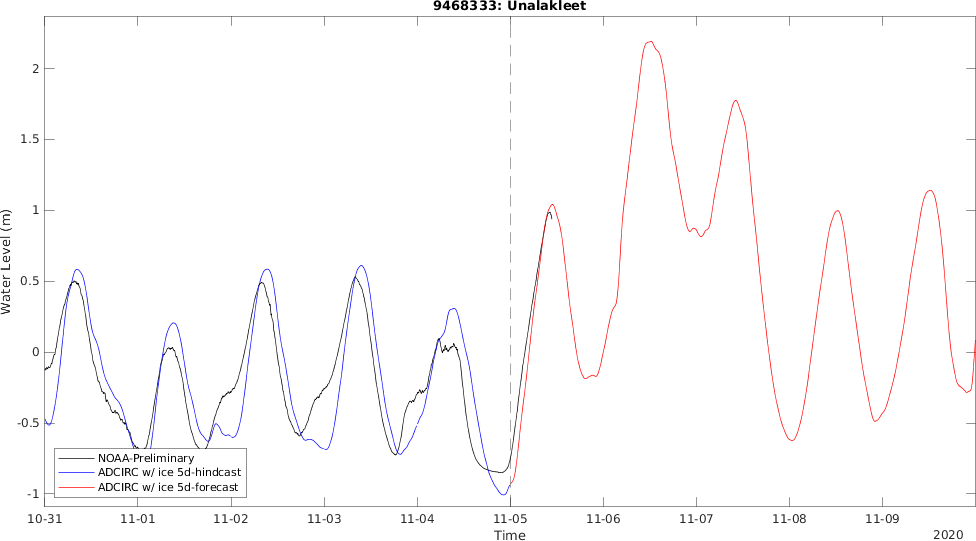 9468333: Unalakleet
Water Level (m)
2
1.5
1
0.5
0
-0.5
-1
NOAA-Preliminary
ADCIRC w/ ice 5d-hindcast
ADCIRC w/ ice 5d-forecast
10-31 11-01 11-02 11-03 11-04 11-05 11-06 11-07 11-08 11-09
Time
2020